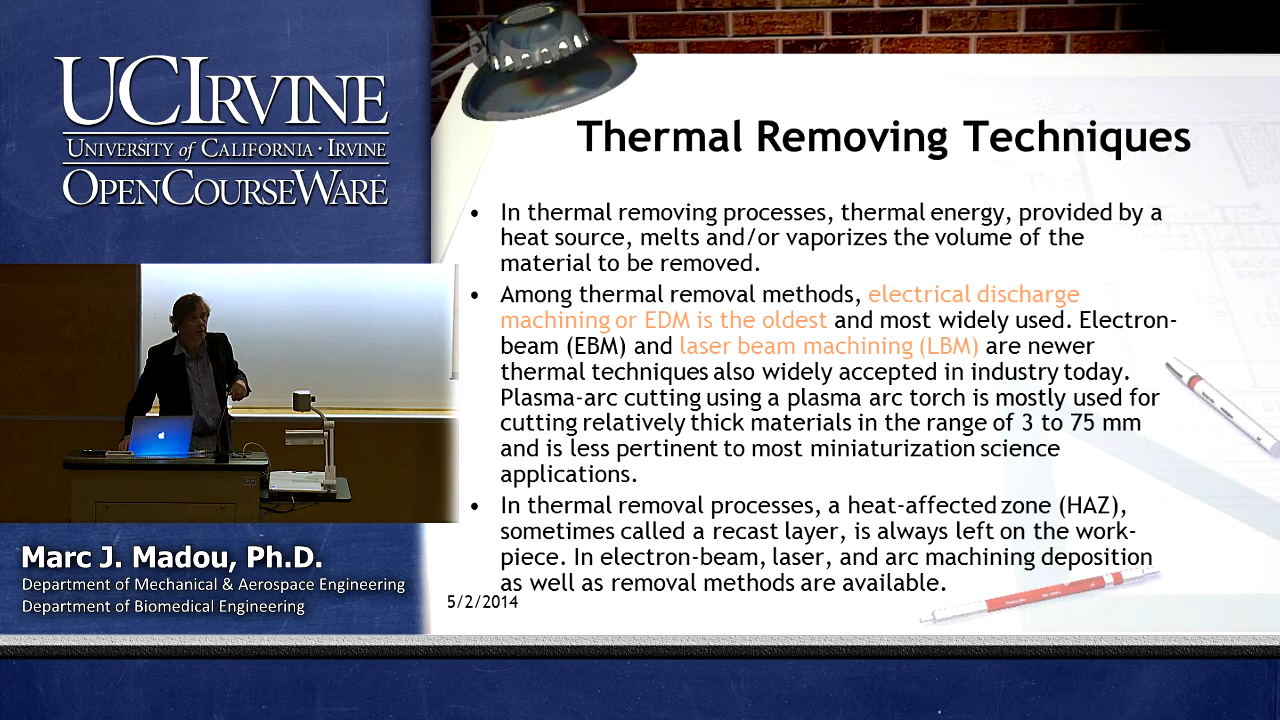 UCIRVINE
UNIVERSITY of CALIFORNIA · IRVINE
OPENCOURSEWARE
Thermal Removing Techniques
• In thermal removing processes, thermal energy, provided by a
heat source, melts and/or vaporizes the volume of the
material to be removed.
• Among thermal removal methods, electrical discharge
machining or EDM is the oldest and most widely used. Electron-
beam (EBM) and laser beam machining (LBM) are newer
thermal techniques also widely accepted in industry today.
Plasma-arc cutting using a plasma arc torch is mostly used for
cutting relatively thick materials in the range of 3 to 75 mm
and is less pertinent to most miniaturization science
applications.
• In thermal removal processes, a heat-affected zone (HAZ),
sometimes called a recast layer, is always left on the work-
piece. In electron-beam, laser, and arc machining deposition
as well as removal methods are available.
5/2/2014
Marc J. Madou, Ph.D.
Department of Mechanical & Aerospace Engineering
Department of Biomedical Engineering